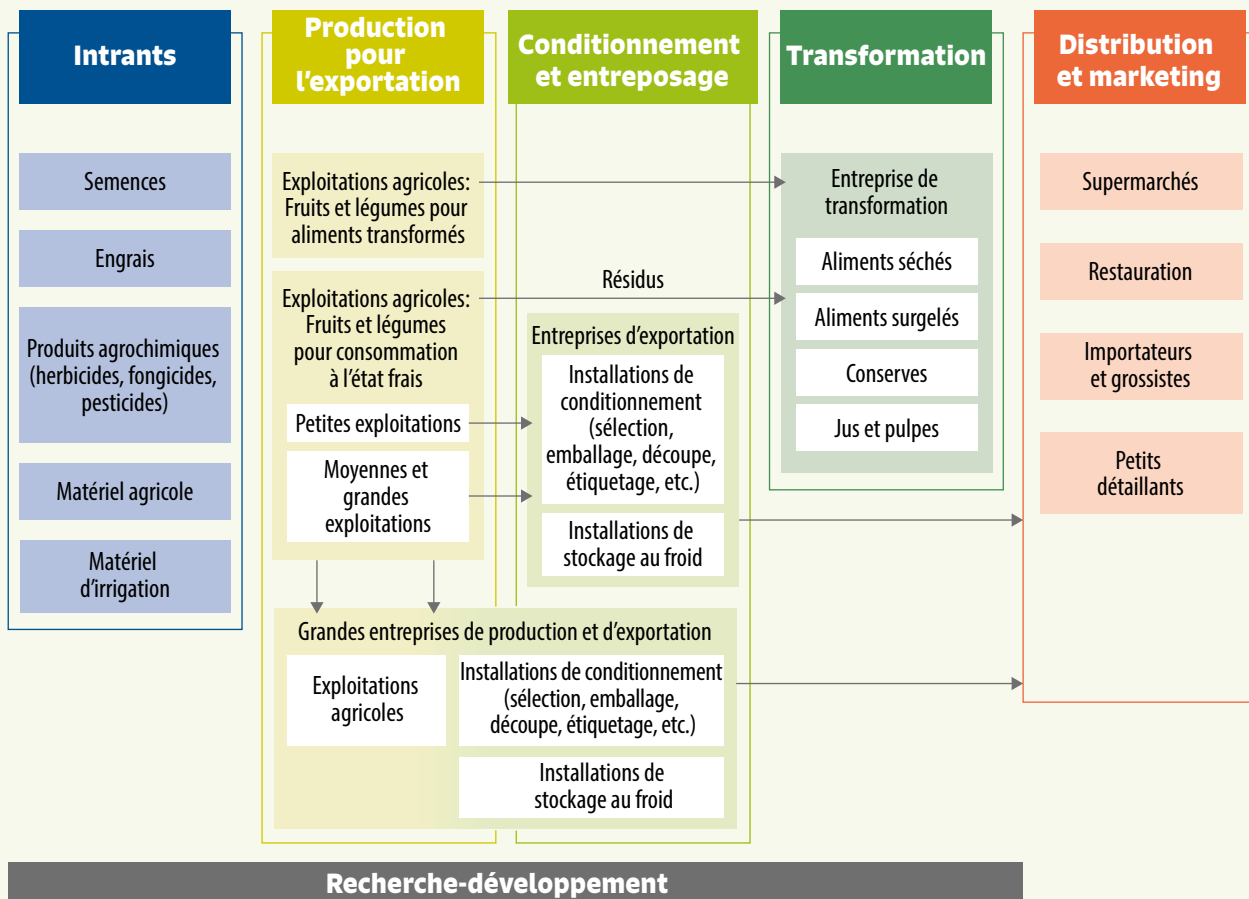 Intrants
Semences
Engrais
Produits agrochimiques
(herbicides, fongicides,
pesticides)
Matériel agricole
Matériel
d'irrigation
Production
pour
l'exportation
Exploitations agricoles:
Fruits et légumes pour
aliments transformés
Exploitations agricoles:
Fruits et légumes
pour consommation
à l'état frais
Petites exploitations
Moyennes et
grandes
exploitations
Conditionnement
et entreposage
Résidus
Entreprises d'exportation
Installations de
conditionnement
(sélection,
emballage, découpe,
étiquetage, etc.)
Installations de
stockage au froid
Grandes entreprises de production et d'exportation
Exploitations
agricoles
Installations de conditionnement
(sélection, emballage,
découpe, étiquetage, etc.)
Installations de
stockage au froid
Transformation
Entreprise de
transformation
Aliments séchés
Aliments surgelés
Conserves
Jus et pulpes
Distribution
et marketing
Supermarchés
Restauration
Importateurs
et grossistes
Petits
détaillants
Recherche-développement